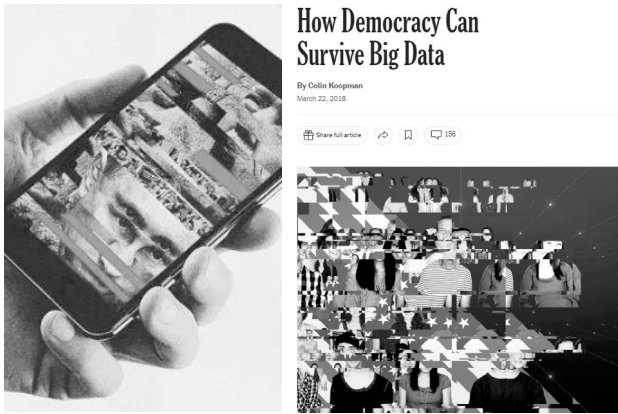 How Democracy Can
Survive Big Data
By Colin Koopman
March 22, 2018
Share full article
156